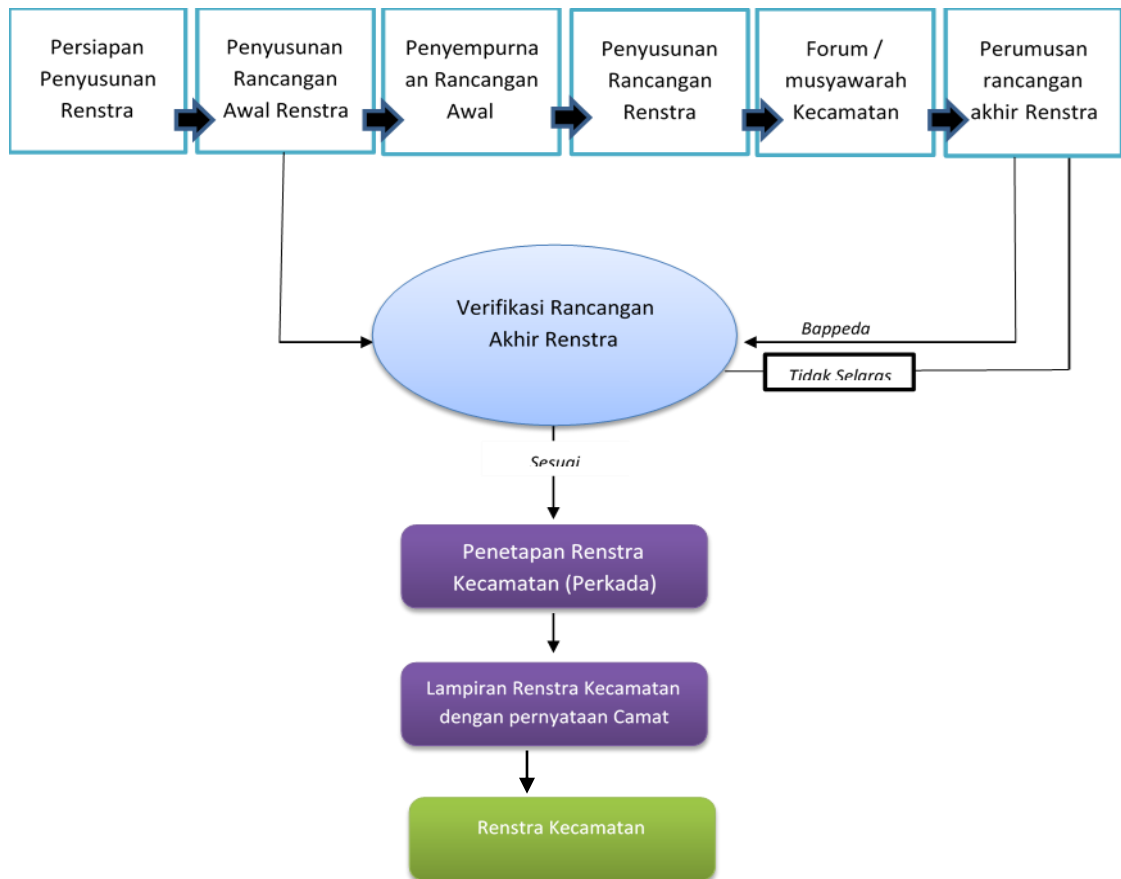 Persiapan
Penyusunan
Renstra
Penyusunan
Rancangan
Awal Renstra
Penyempurna
an Rancangan
Awal
Penyusunan
Rancangan
Renstra
Forum /
musyawarah
Kecamatan
Perumusan
rancangan
akhir Renstra
Verifikasi Rancangan
Akhir Renstra
Bappeda
Tidak Selaras
Sesuai
Penetapan Renstra
Kecamatan (Perkada)
Lampiran Renstra Kecamatan
dengan pernyataan Camat
Renstra Kecamatan